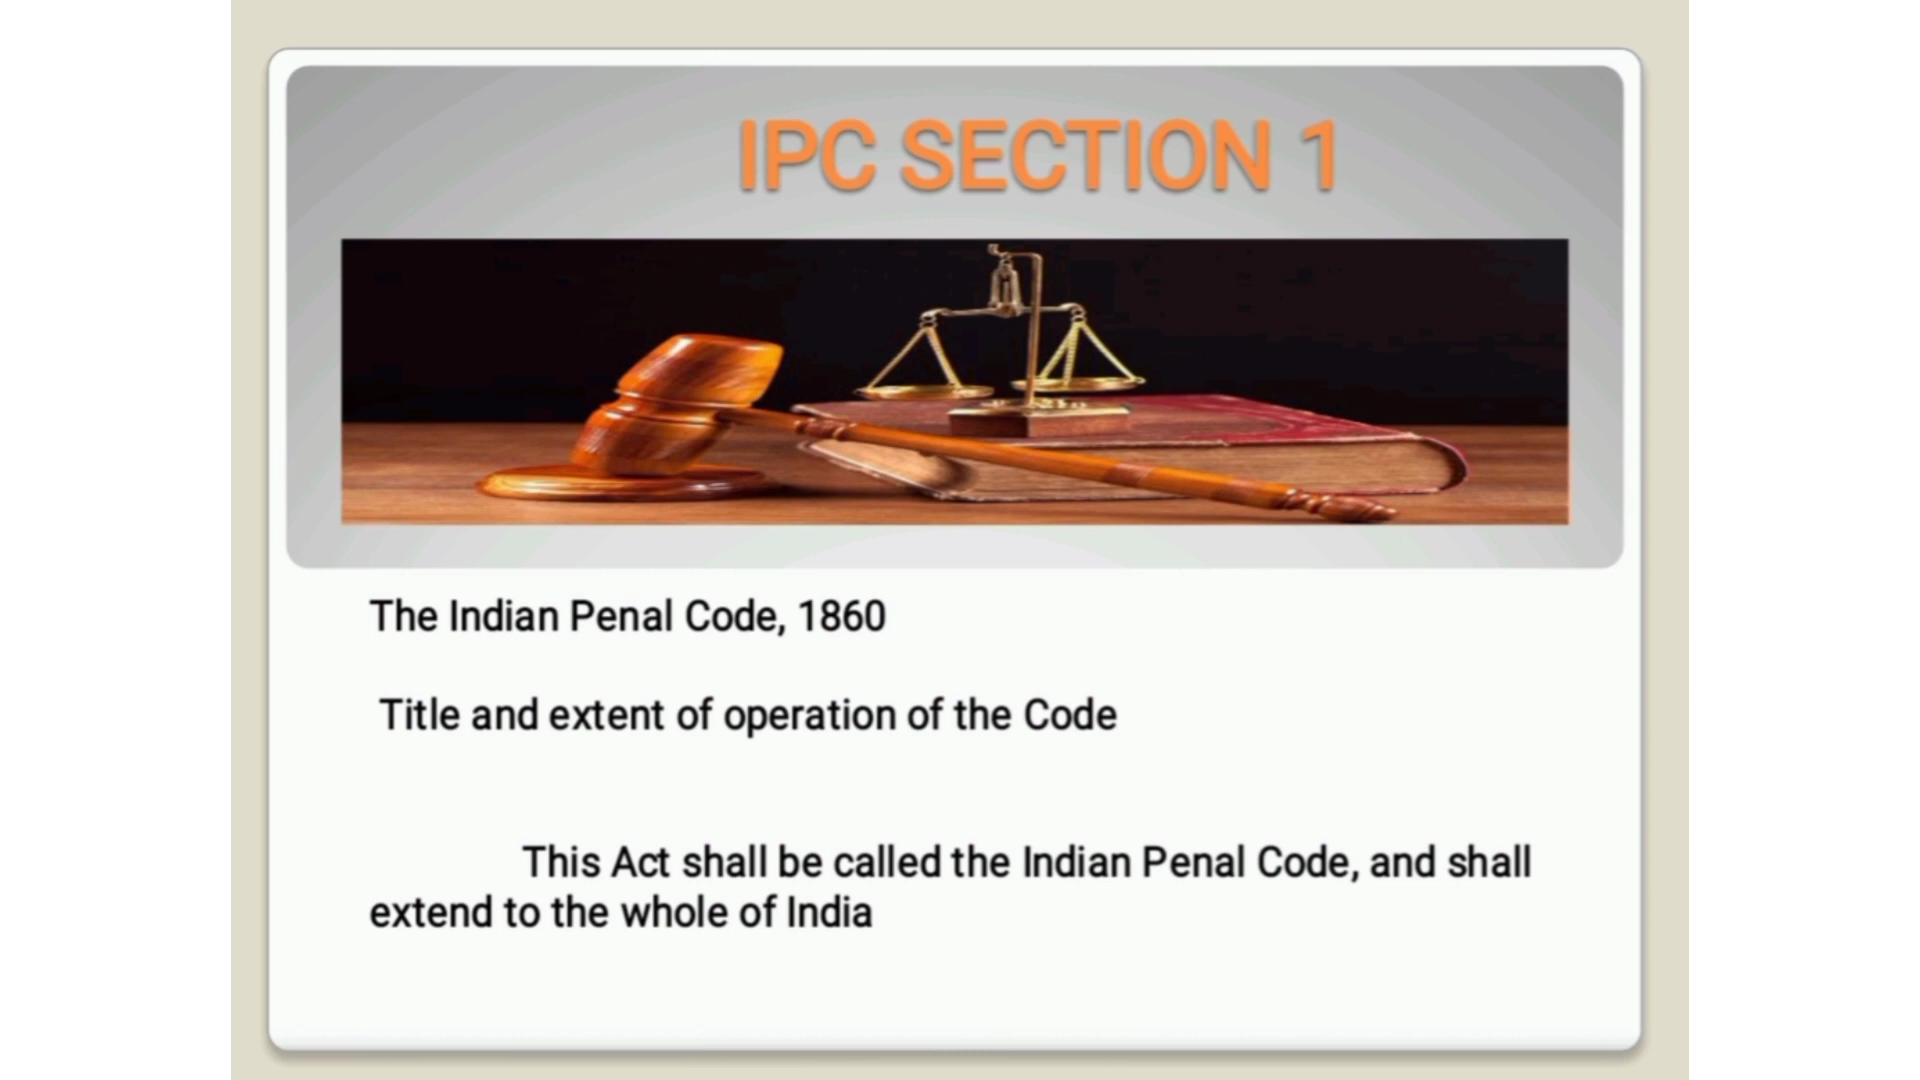 IPC SECTION 1
The Indian Penal Code, 1860
Title and extent of operation of the Code
This Act shall be called the Indian Penal Code, and shall
extend to the whole of India